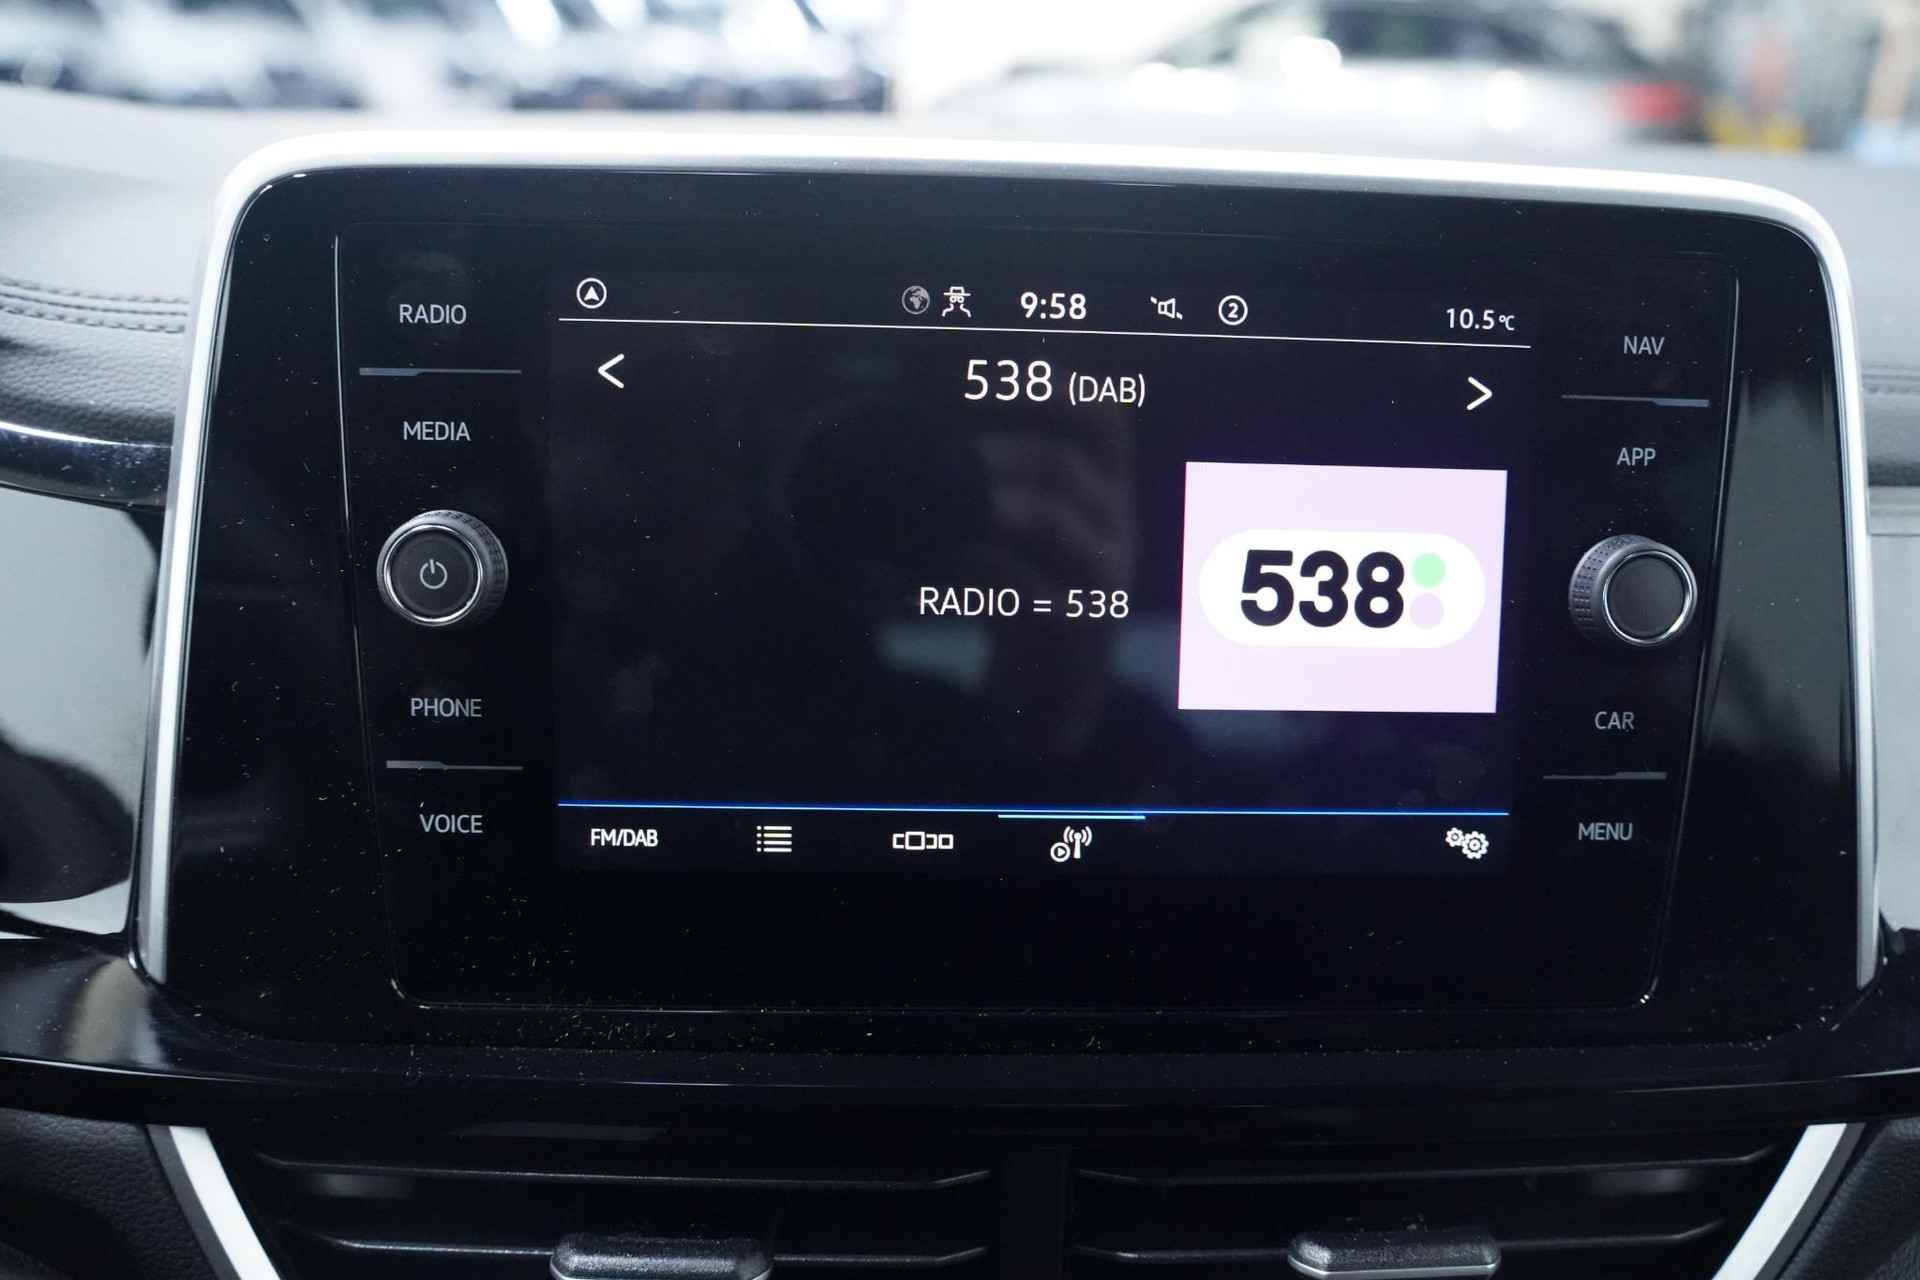 RADIO
MEDIA
PHONE
VOICE
9:58
2
10.5°C
538 (DAB)
RADIO = 538
538
FM/DAB
NAV
APP
CAR
MENU